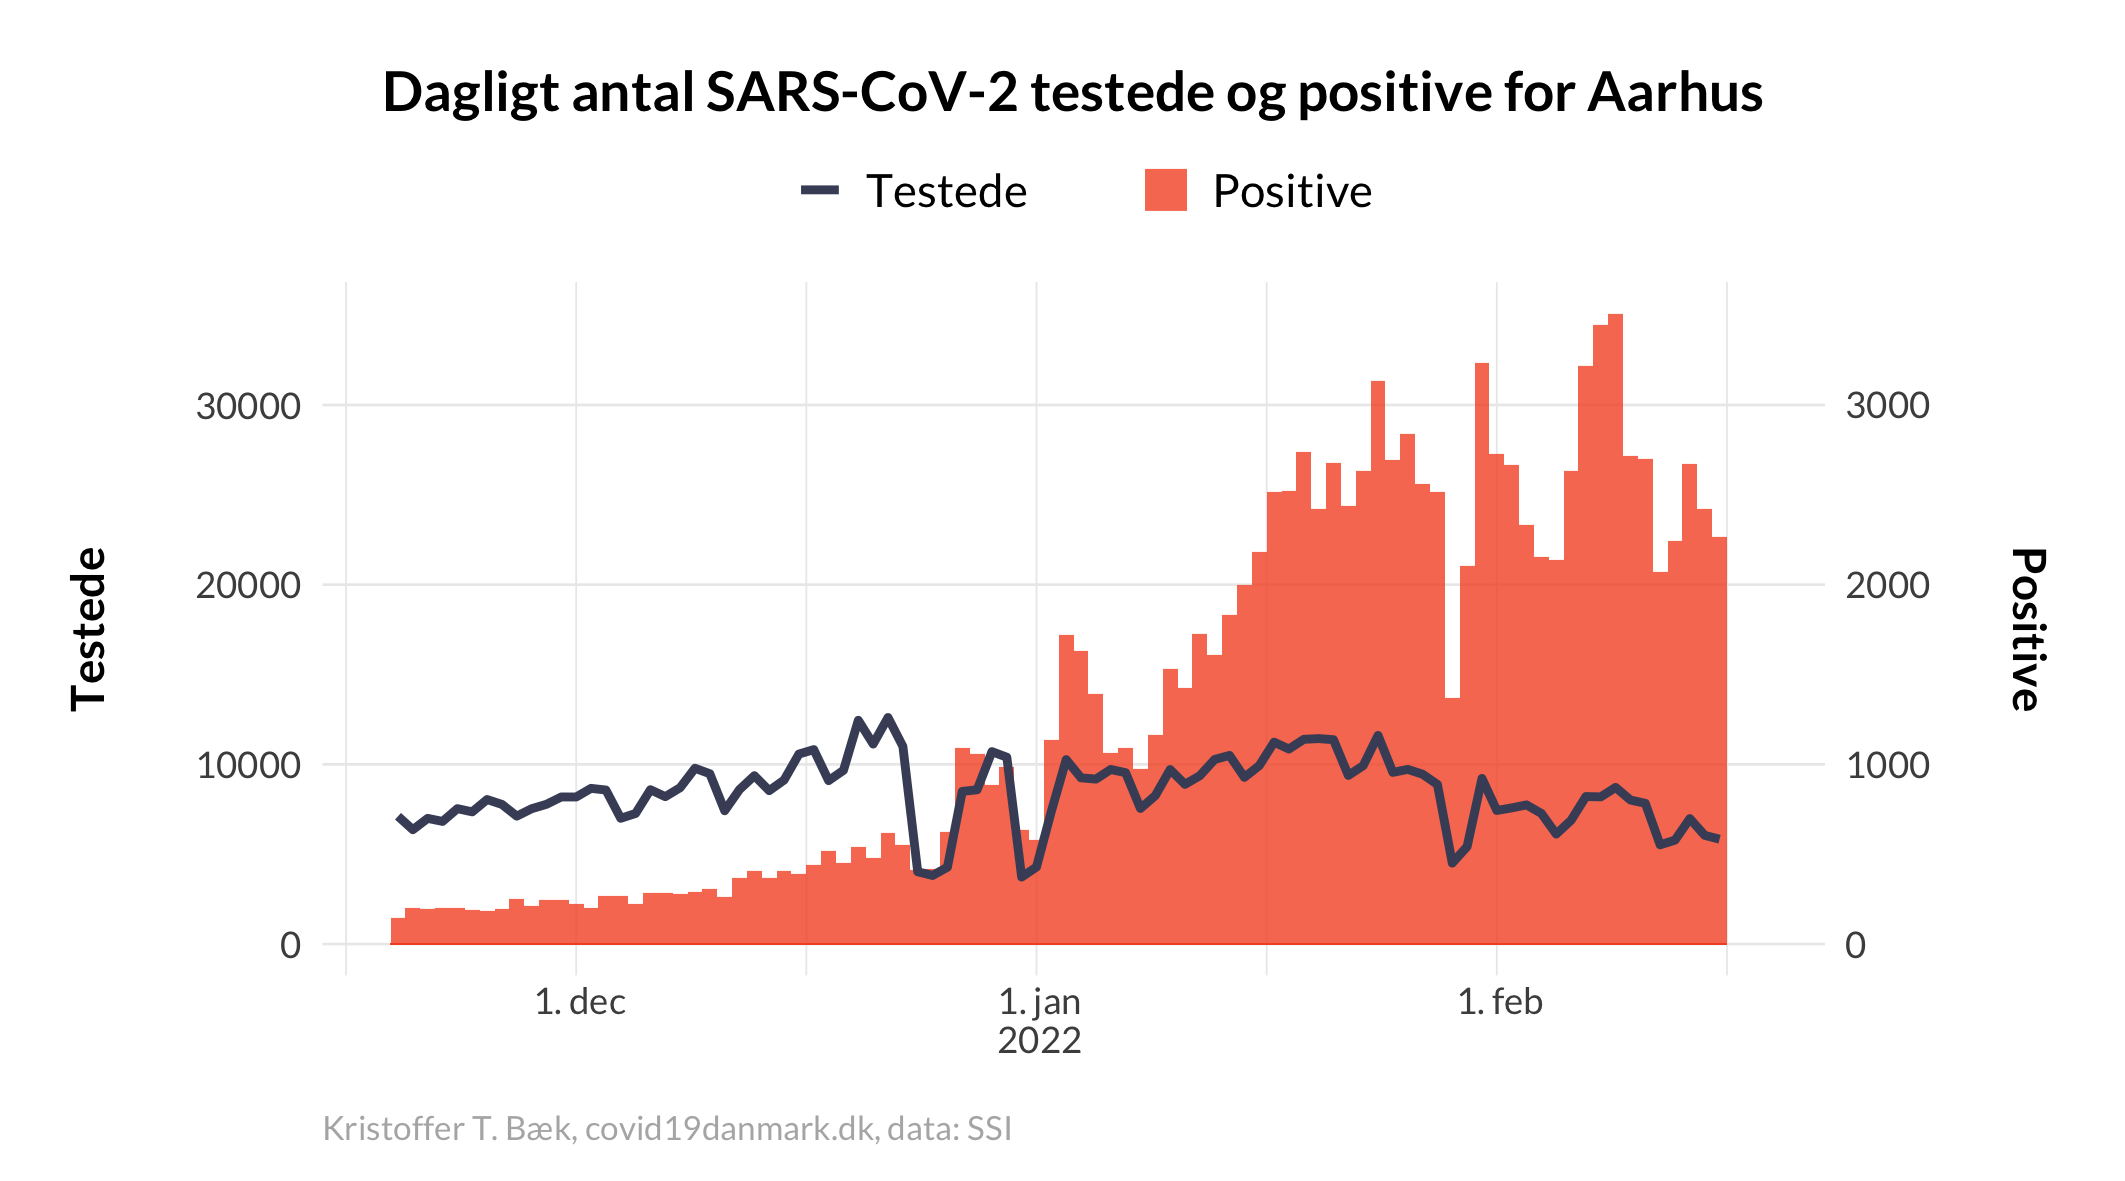 Dagligt antal SARS-CoV-2 testede og positive for Aarhus
Testede
Positive
30000
20000
10000
0
Testede
3000
2000
1000
0
Positive
1. dec
1. jan
2022
1. feb
Kristoffer T. Bæk, covid19danmark.dk, data: SSI